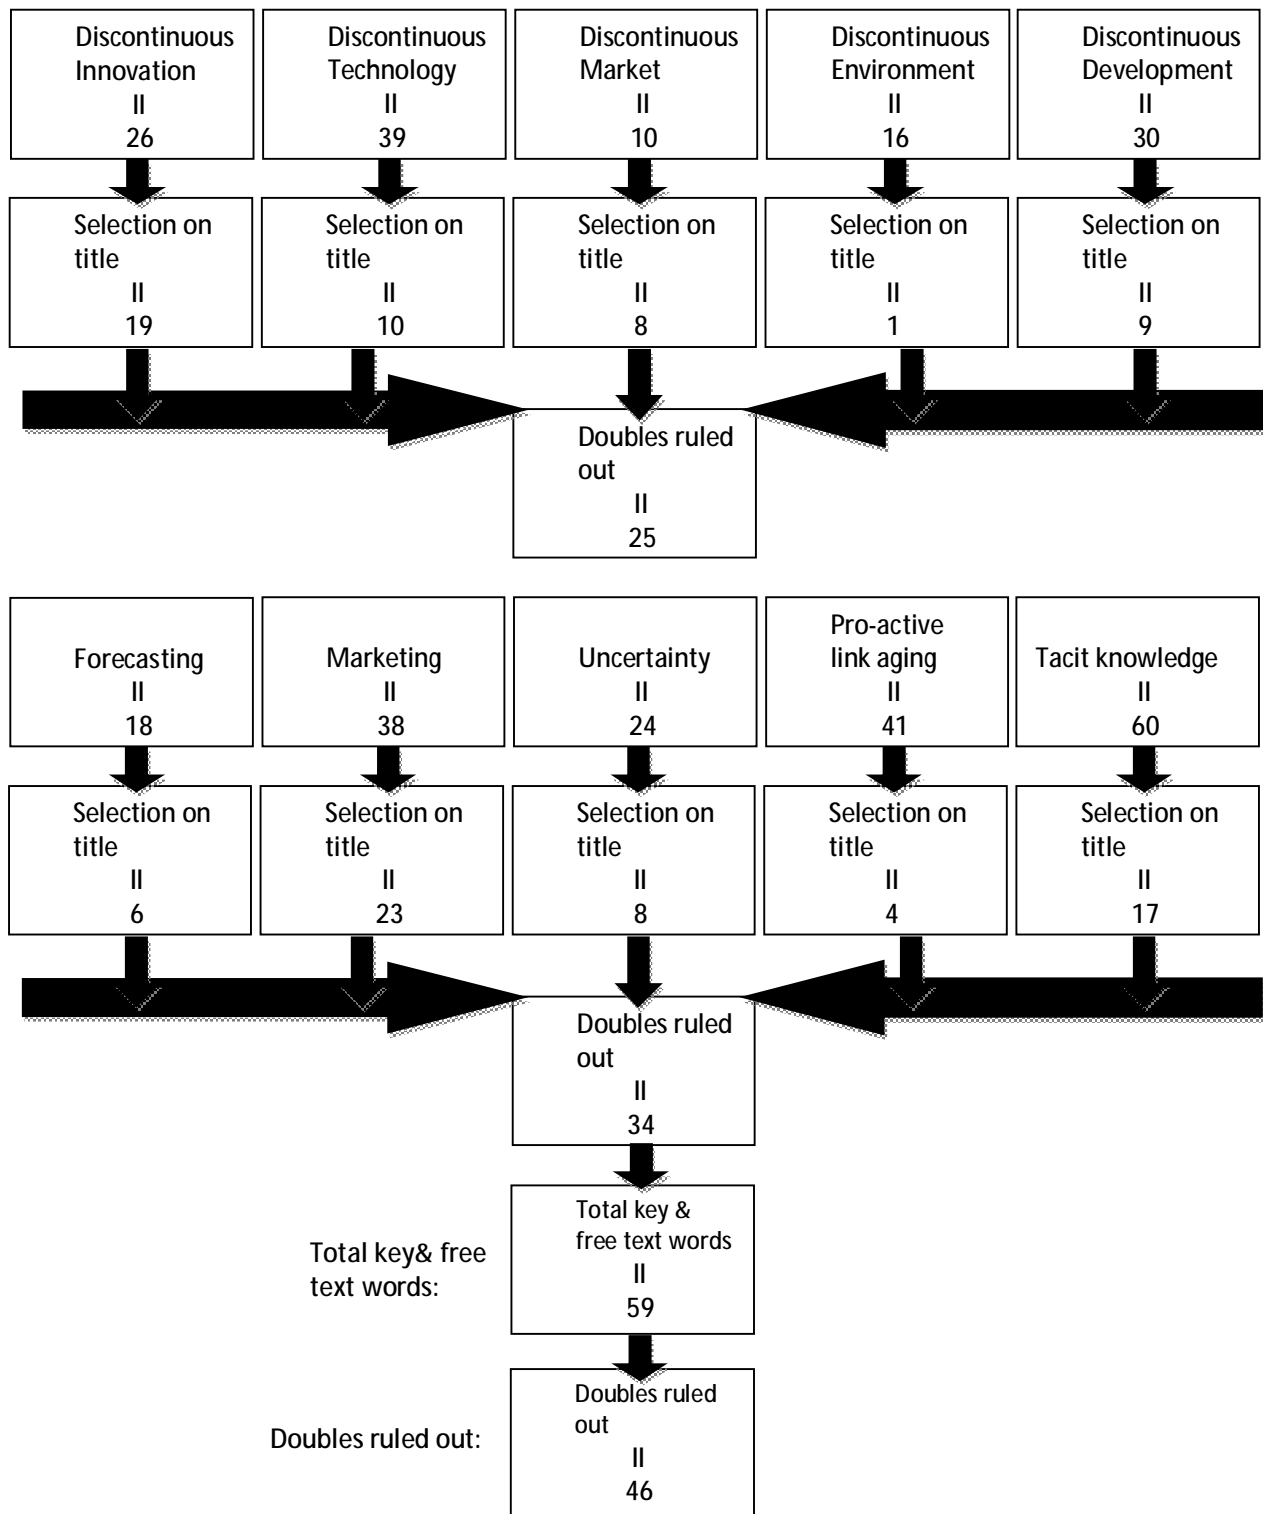 Discontinuous
Innovation
II
26
Discontinuous
Technology
II
39
Discontinuous
Market
II
10
Discontinuous
Environment
II
16
Discontinuous
Development
II
30
Selection on
title
II
19
Selection on
title
II
10
Selection on
title
II
8
Selection on
title
II
1
Selection on
title
II
9
Doubles ruled
out
II
25
Forecasting
II
18
Marketing
II
38
Uncertainty
II
24
Pro-active
link aging
II
41
Tacit knowledge
II
60
Selection on
title
II
6
Selection on
title
II
23
Selection on
title
II
8
Selection on
title
II
4
Selection on
title
II
17
Doubles ruled
out
II
34
Total key& free
text words:
Total key &
free text words
II
59
Doubles ruled out:
Doubles ruled
out
II
46